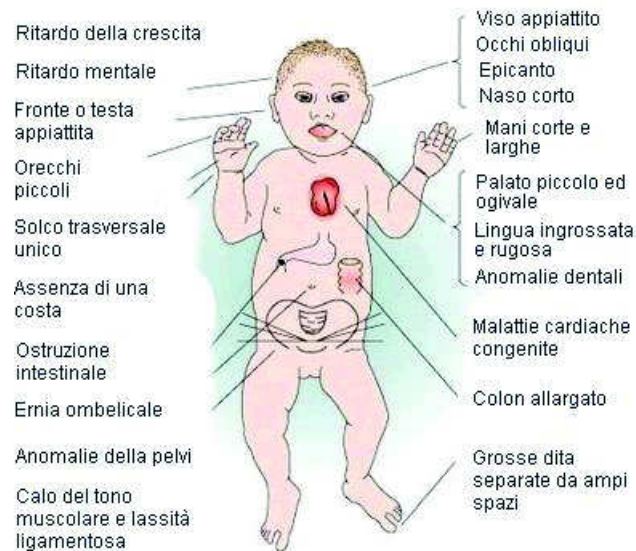 Ritardo della crescita
Ritardo mentale
Fronte o testa
appiattita
Orecchi
piccoli
Solco trasversale
unico
Assenza di una
costa
Ostruzione
intestinale
Ernia ombelicale
Anomalie della pelvi
Calo del tono
muscolare e lassità
ligamentosa
Viso appiattito
Occhi obliqui
Epicanto
Naso corto
Mani corte e
larghe
Palato piccolo ed
ogivale
Lingua ingrossata
e rugosa
Anomalie dentali
Malattie cardiache
congenite
Colon allargato
Grosse dita
separate da ampi
spazi